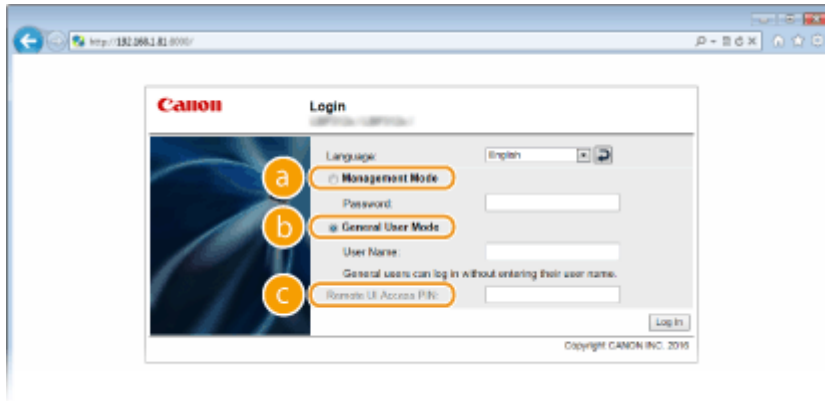 http://192.168.1.81:8000/
Canon
Login
Language:
English
a
Management Mode
Password:
b
General User Mode
User Name:
General users can log in without entering their user name.
c
Remote UI Access PIN:
Log In
Copyright CANON INC. 2016